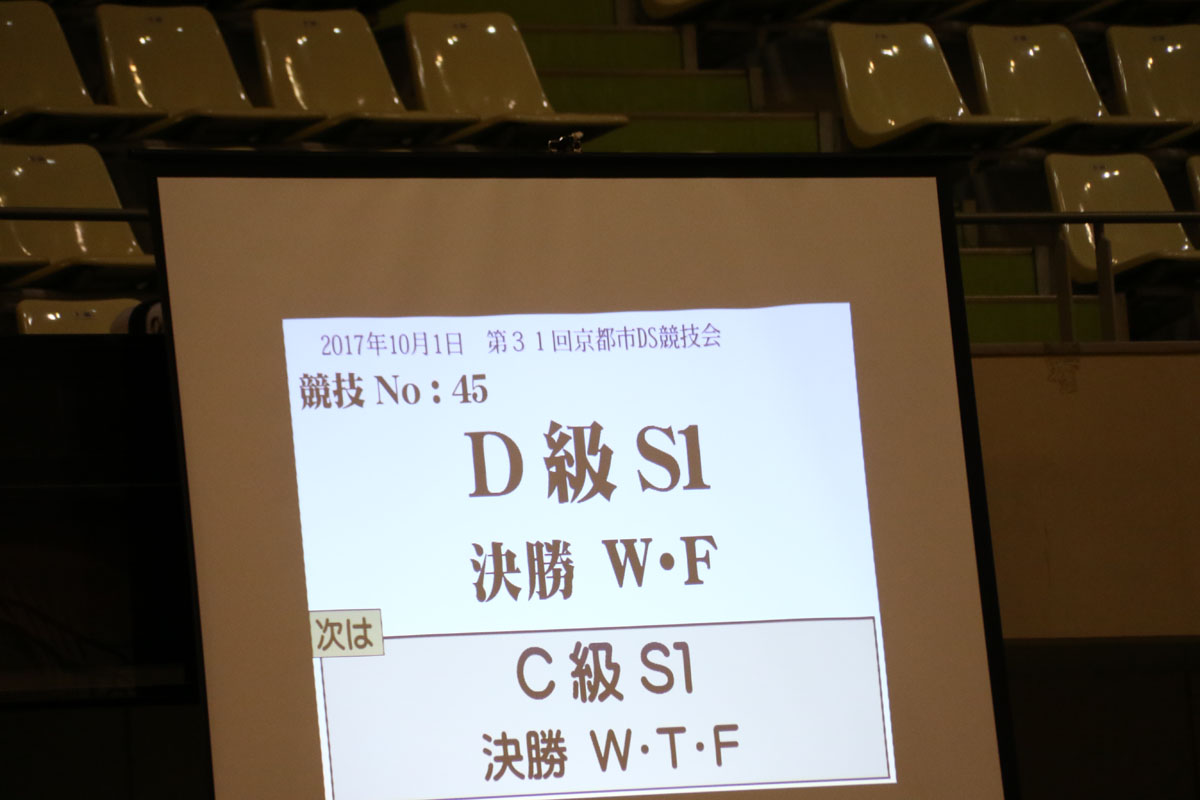 2017年10月1日　第３１回京都市DS競技会
競技 No：45
D 級 S1
決勝 W・F
次は
C 級 S1
決勝 W・T・F